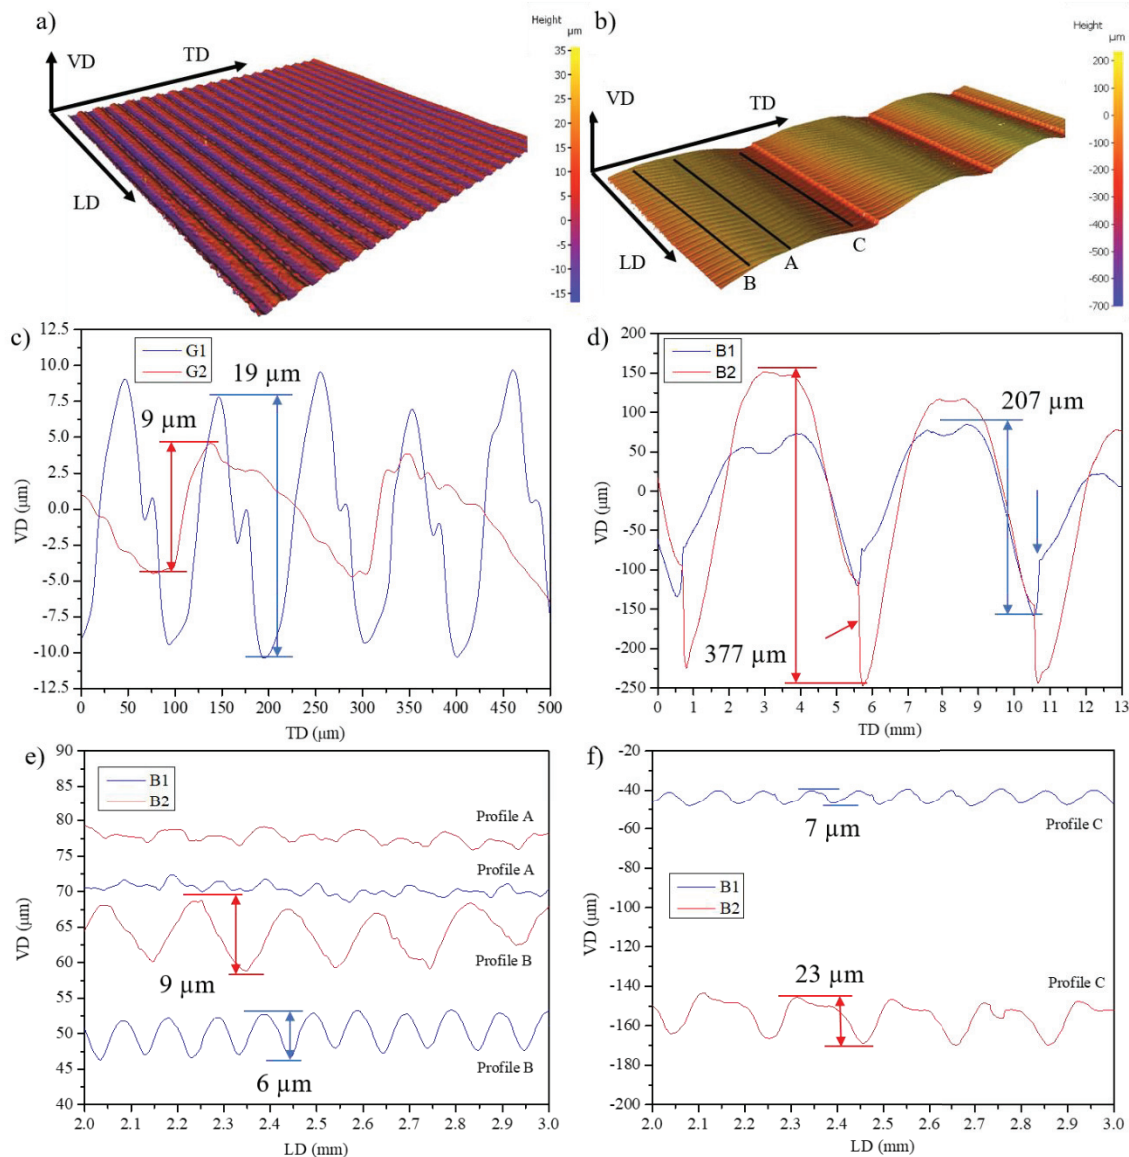 a)
VD
TD
LD
Height
µm
35
30
25
20
15
10
5
0
-5
-10
-15
b)
VD
TD
LD
B
A
C
Height
µm
200
100
0
-100
-200
-300
-400
-500
-600
-700
c)
12.5
10.0
7.5
5.0
2.5
0.0
-2.5
-5.0
-7.5
-10.0
-12.5
VD (µm)
G1
G2
19 µm
9 µm
0 50 100 150 200 250 300 350 400 450 500
TD (µm)
d)
200
150
100
50
0
-50
-100
-150
-200
-250
VD (µm)
B1
B2
207 µm
377 µm
0 1 2 3 4 5 6 7 8 9 10 11 12 13
TD (mm)
e)
90
85
80
75
70
65
60
55
50
45
40
VD (µm)
B1
B2
Profile A
Profile A
Profile B
9 µm
Profile B
6 µm
2.0 2.1 2.2 2.3 2.4 2.5 2.6 2.7 2.8 2.9 3.0
LD (mm)
f)
-20
-40
-60
-80
-100
-120
-140
-160
-180
-200
VD (µm)
7 µm
Profile C
B1
B2
23 µm
Profile C
2.0 2.1 2.2 2.3 2.4 2.5 2.6 2.7 2.8 2.9 3.0
LD (mm)